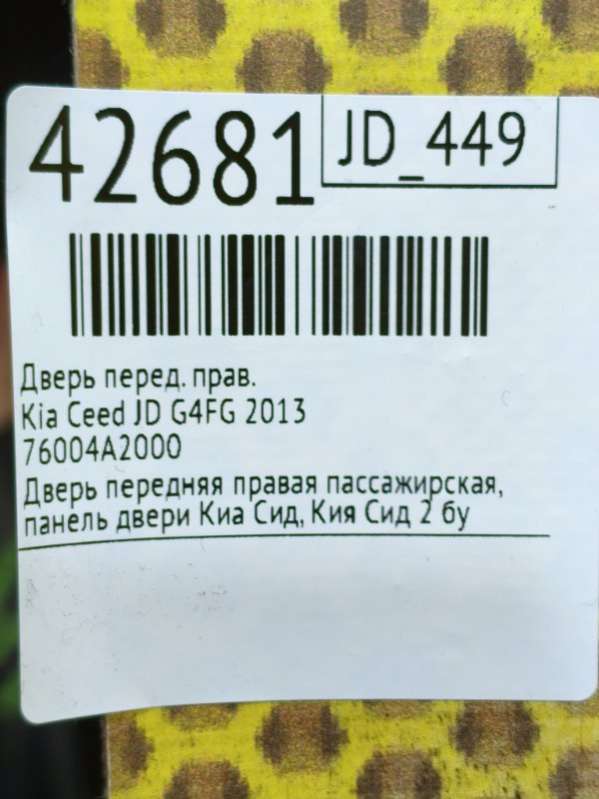 42681
JD_449
Дверь перед. прав.
Kia Ceed JD G4FG 2013
76004A2000
Дверь передняя правая пассажирская,
панель двери Киа Сид, Кия Сид 2 бу